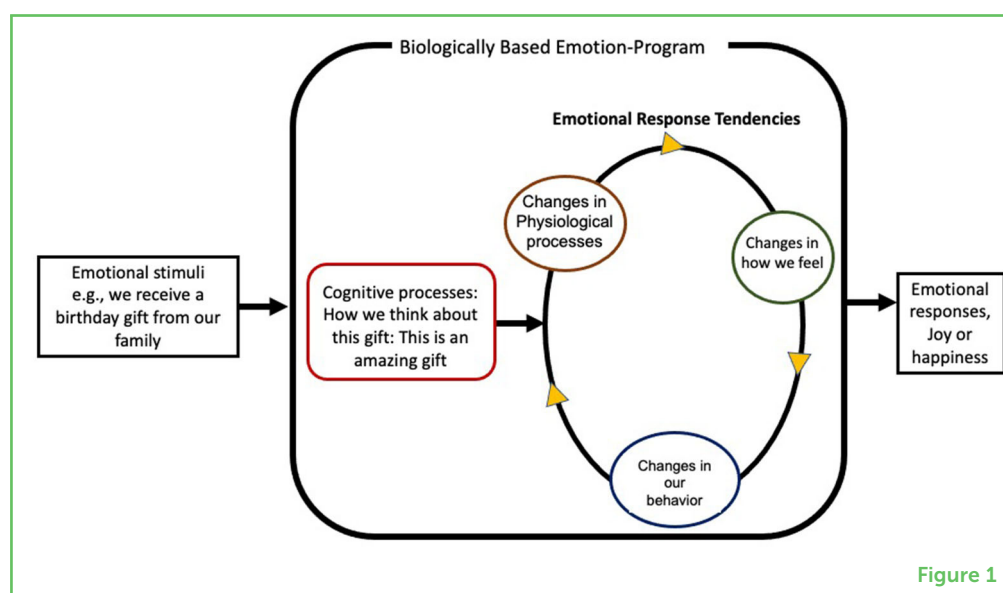 Biologically Based Emotion-Program
Emotional Response Tendencies
Emotional stimuli
e.g., we receive a
birthday gift from our
family
Cognitive processes:
How we think about
this gift: This is an
amazing gift
Changes in
Physiological
processes
Changes in
how we feel
Changes in
our
behavior
Emotional
responses,
Joy or
happiness
Figure 1